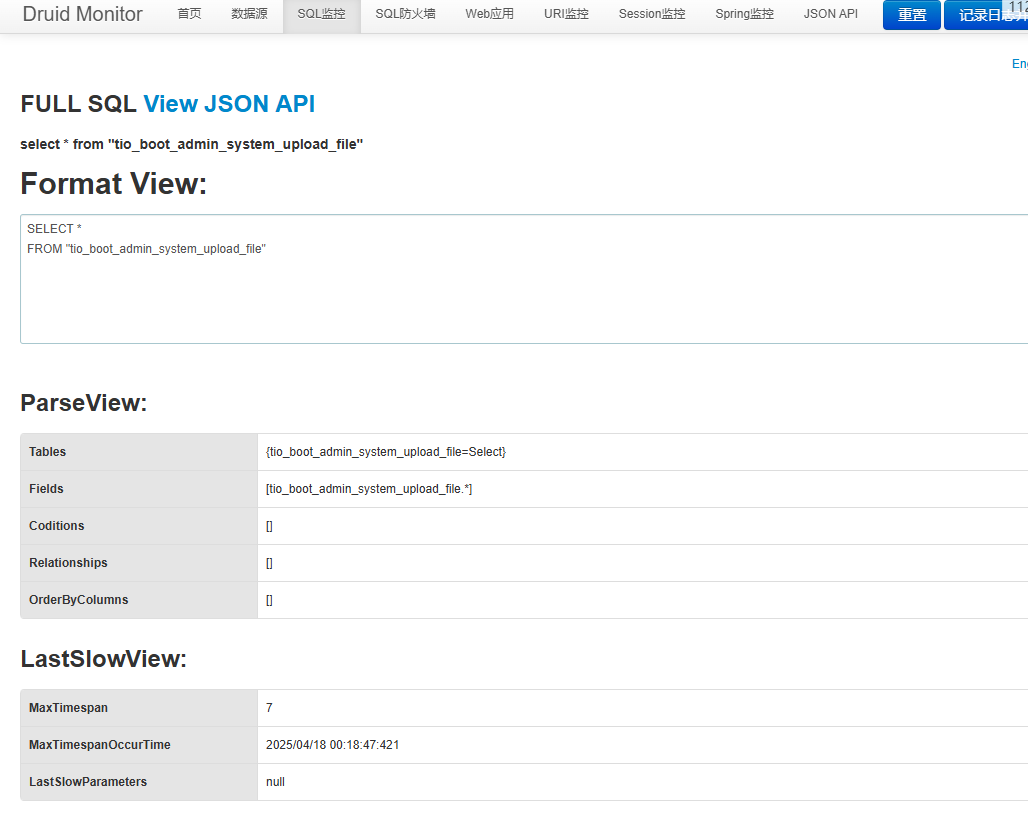 Druid Monitor 首页 数据源 SQL监控 SQL防火墙 Web应用 URI监控 Session监控 Spring监控 JSON API 重置 记录日志 112
Eng
FULL SQL View JSON API
select * from "tio_boot_admin_system_upload_file"
Format View:
SELECT *
FROM "tio_boot_admin_system_upload_file"
ParseView:
Tables {tio_boot_admin_system_upload_file=Select}
Fields [tio_boot_admin_system_upload_file.*]
Coditions []
Relationships []
OrderByColumns []
LastSlowView:
MaxTimespan 7
MaxTimespanOccurTime 2025/04/18 00:18:47:421
LastSlowParameters null